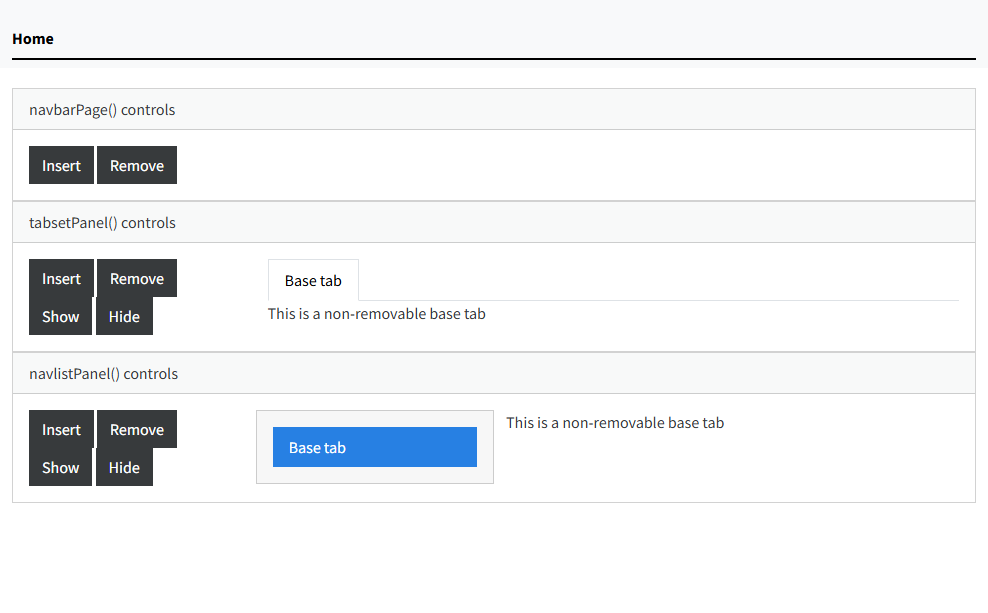 Home
navbarPage() controls
Insert Remove
tabsetPanel() controls
Insert Remove
Show Hide
Base tab
This is a non-removable base tab
navlistPanel() controls
Insert Remove
Show Hide
Base tab
This is a non-removable base tab